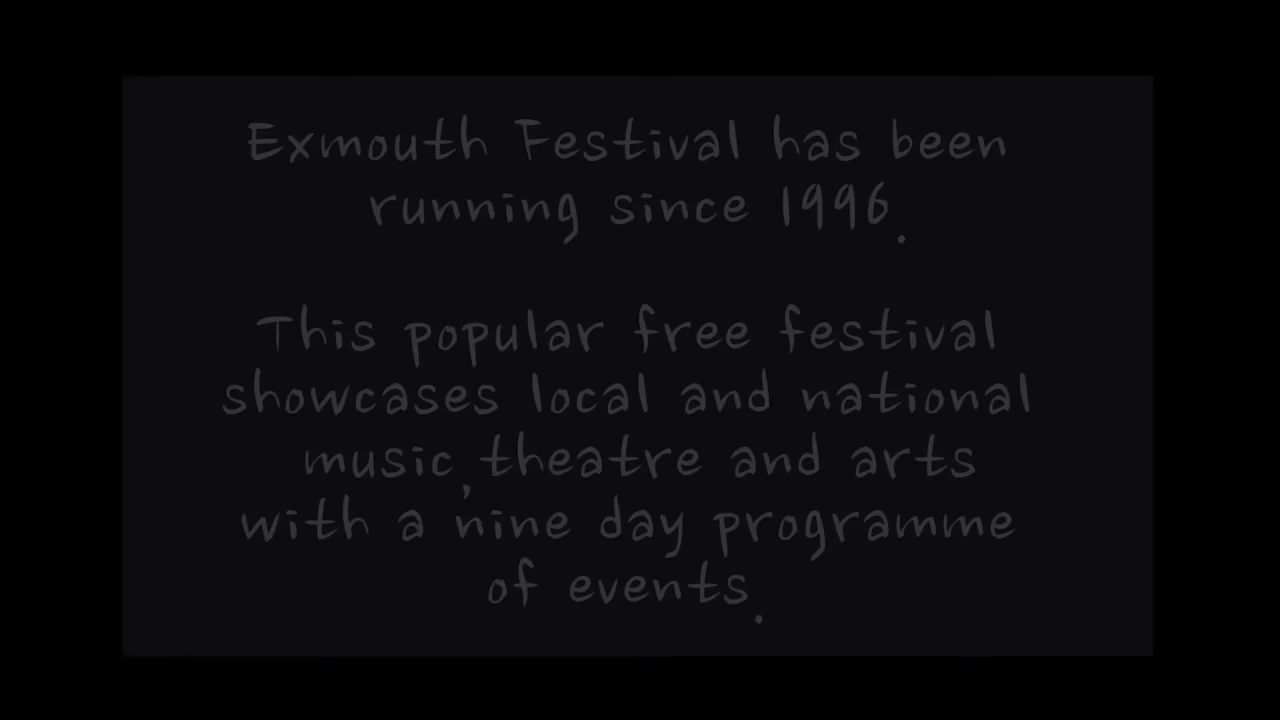 Exmouth Festival has been
running since 1996.
This popular free festival
showcases local and national
music, theatre and arts
with a nine day programme
of events.